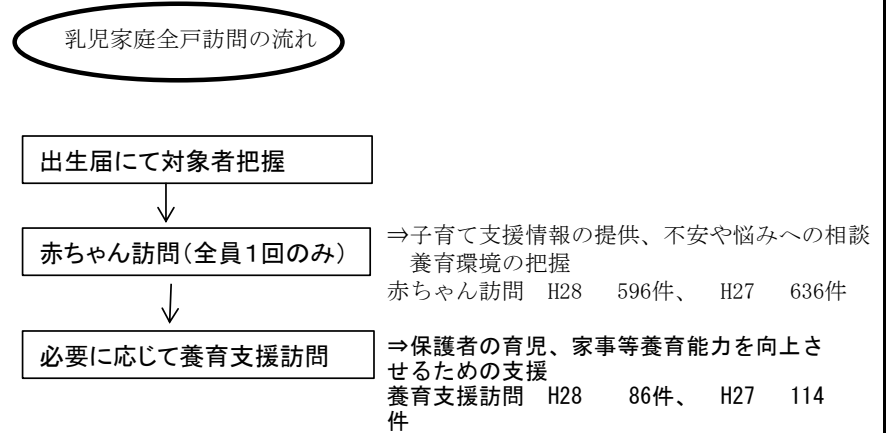 乳児家庭全戸訪問の流れ
出生届にて対象者把握
赤ちゃん訪問(全員1回のみ)
⇒子育て支援情報の提供、不安や悩みへの相談
養育環境の把握
赤ちゃん訪問 H28 596件、 H27 636件
必要に応じて養育支援訪問
⇒保護者の育児、家事等養育能力を向上さ
せるための支援
養育支援訪問 H28 86件、 H27 114
件